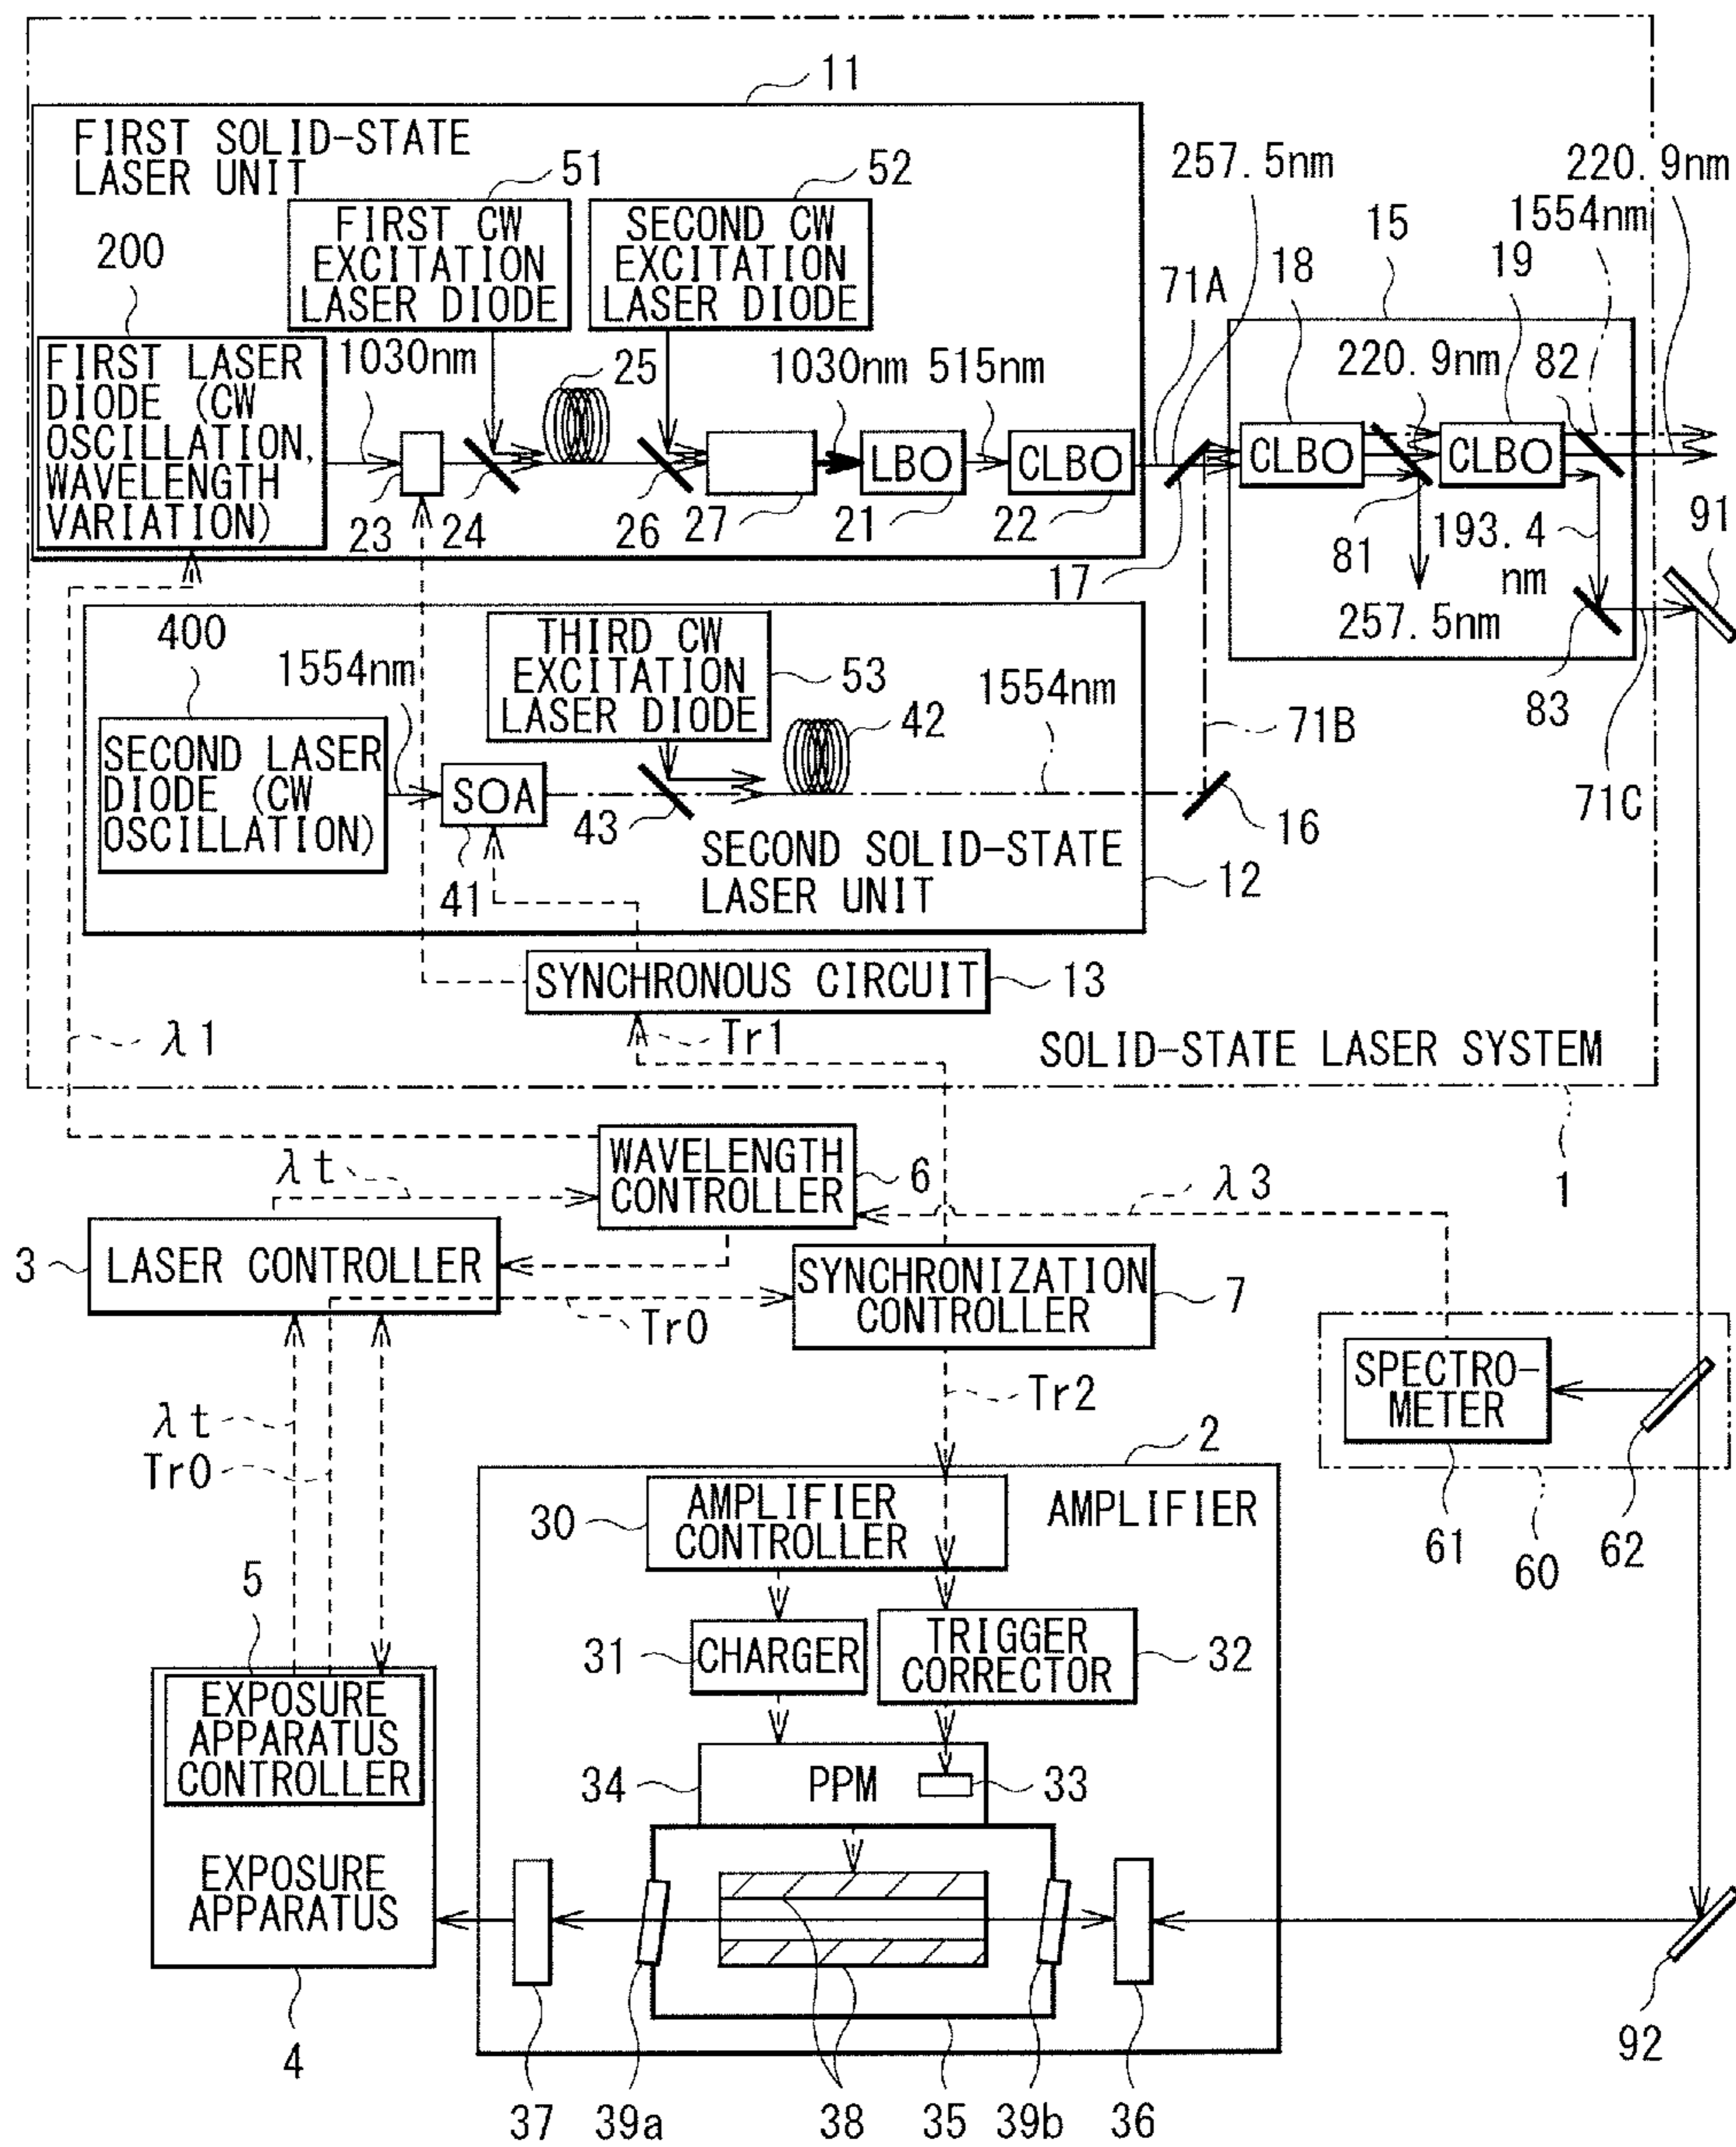 11
FIRST SOLID-STATE
LASER UNIT
51
52
257.5nm
220.9nm
1554nm
200
FIRST CW
EXCITATION
LASER DIODE
SECOND CW
EXCITATION
LASER DIODE
71A
18
15
19
FIRST LASER
DIODE (CW
OSCILLATION,
WAVELENGTH
VARIATION)
1030nm
25
1030nm
515nm
220.9nm
82
LBO
CLBO
CLBO
CLBO
23
24
26
27
21
22
17
81
193.4
nm
91
257.5nm
83
400
1554nm
THIRD CW
EXCITATION
LASER DIODE
53
42
1554nm
71B
71C
SECOND LASER
DIODE (CW
OSCILLATION)
SOA
43
16
41
SECOND SOLID-STATE
LASER UNIT
12
SYNCHRONOUS CIRCUIT
13
λ1
Tr1
SOLID-STATE LASER SYSTEM
1
λt
WAVELENGTH
CONTROLLER
6
λ3
3
LASER CONTROLLER
SYNCHRONIZATION
CONTROLLER
7
Tr0
λt
Tr0
Tr2
SPECTRO-
METER
61
60
62
2
30
AMPLIFIER
CONTROLLER
AMPLIFIER
5
31
CHARGER
TRIGGER
CORRECTOR
32
EXPOSURE
APPARATUS
CONTROLLER
34
PPM
33
EXPOSURE
APPARATUS
4
37
39a
38
35
39b
36
92